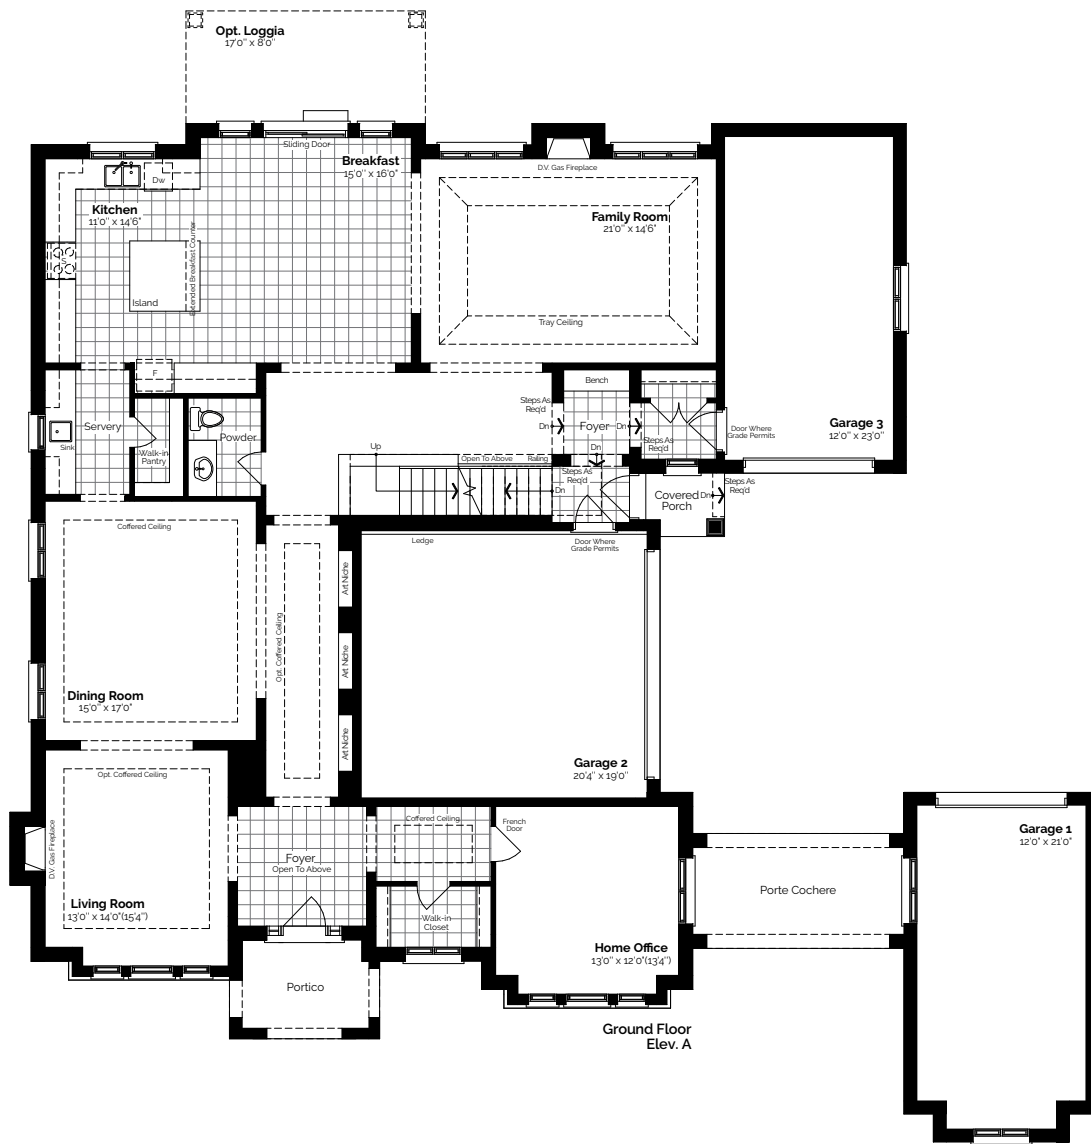 Opt. Loggia
17'0" x 8'0"
Sliding Door
Breakfast
15'0" x 16'0"
D.V. Gas Fireplace
Dw
Kitchen
11'0" x 14'6"
Family Room
21'0" x 14'6"
S
Extended Breakfast Counter
Island
Tray Ceiling
F
Bench
Steps As
Req'd
Dn
Foyer
Dn
Steps As
Req'd
Door Where
Grade Permits
Garage 3
12'0" x 23'0"
Servery
Sink
Walk-in
Pantry
Powder
Up
Open To Above
Railing
Dn
Steps As
Req'd
Dn
Covered
Porch
Dn
Steps As
Req'd
Coffered Ceiling
Ledge
Door Where
Grade Permits
Art Niche
Opt. Coffered Ceiling
Art Niche
Dining Room
15'0" x 17'0"
Art Niche
Garage 2
20'4" x 19'0"
Opt. Coffered Ceiling
D.V. Gas Fireplace
Coffered Ceiling
French
Door
Garage 1
12'0" x 21'0"
Foyer
Open To Above
Porte Cochere
Living Room
13'0" x 14'0"(15'4")
Walk-in
Closet
Home Office
13'0" x 12'0"(13'4")
Portico
Ground Floor
Elev. A